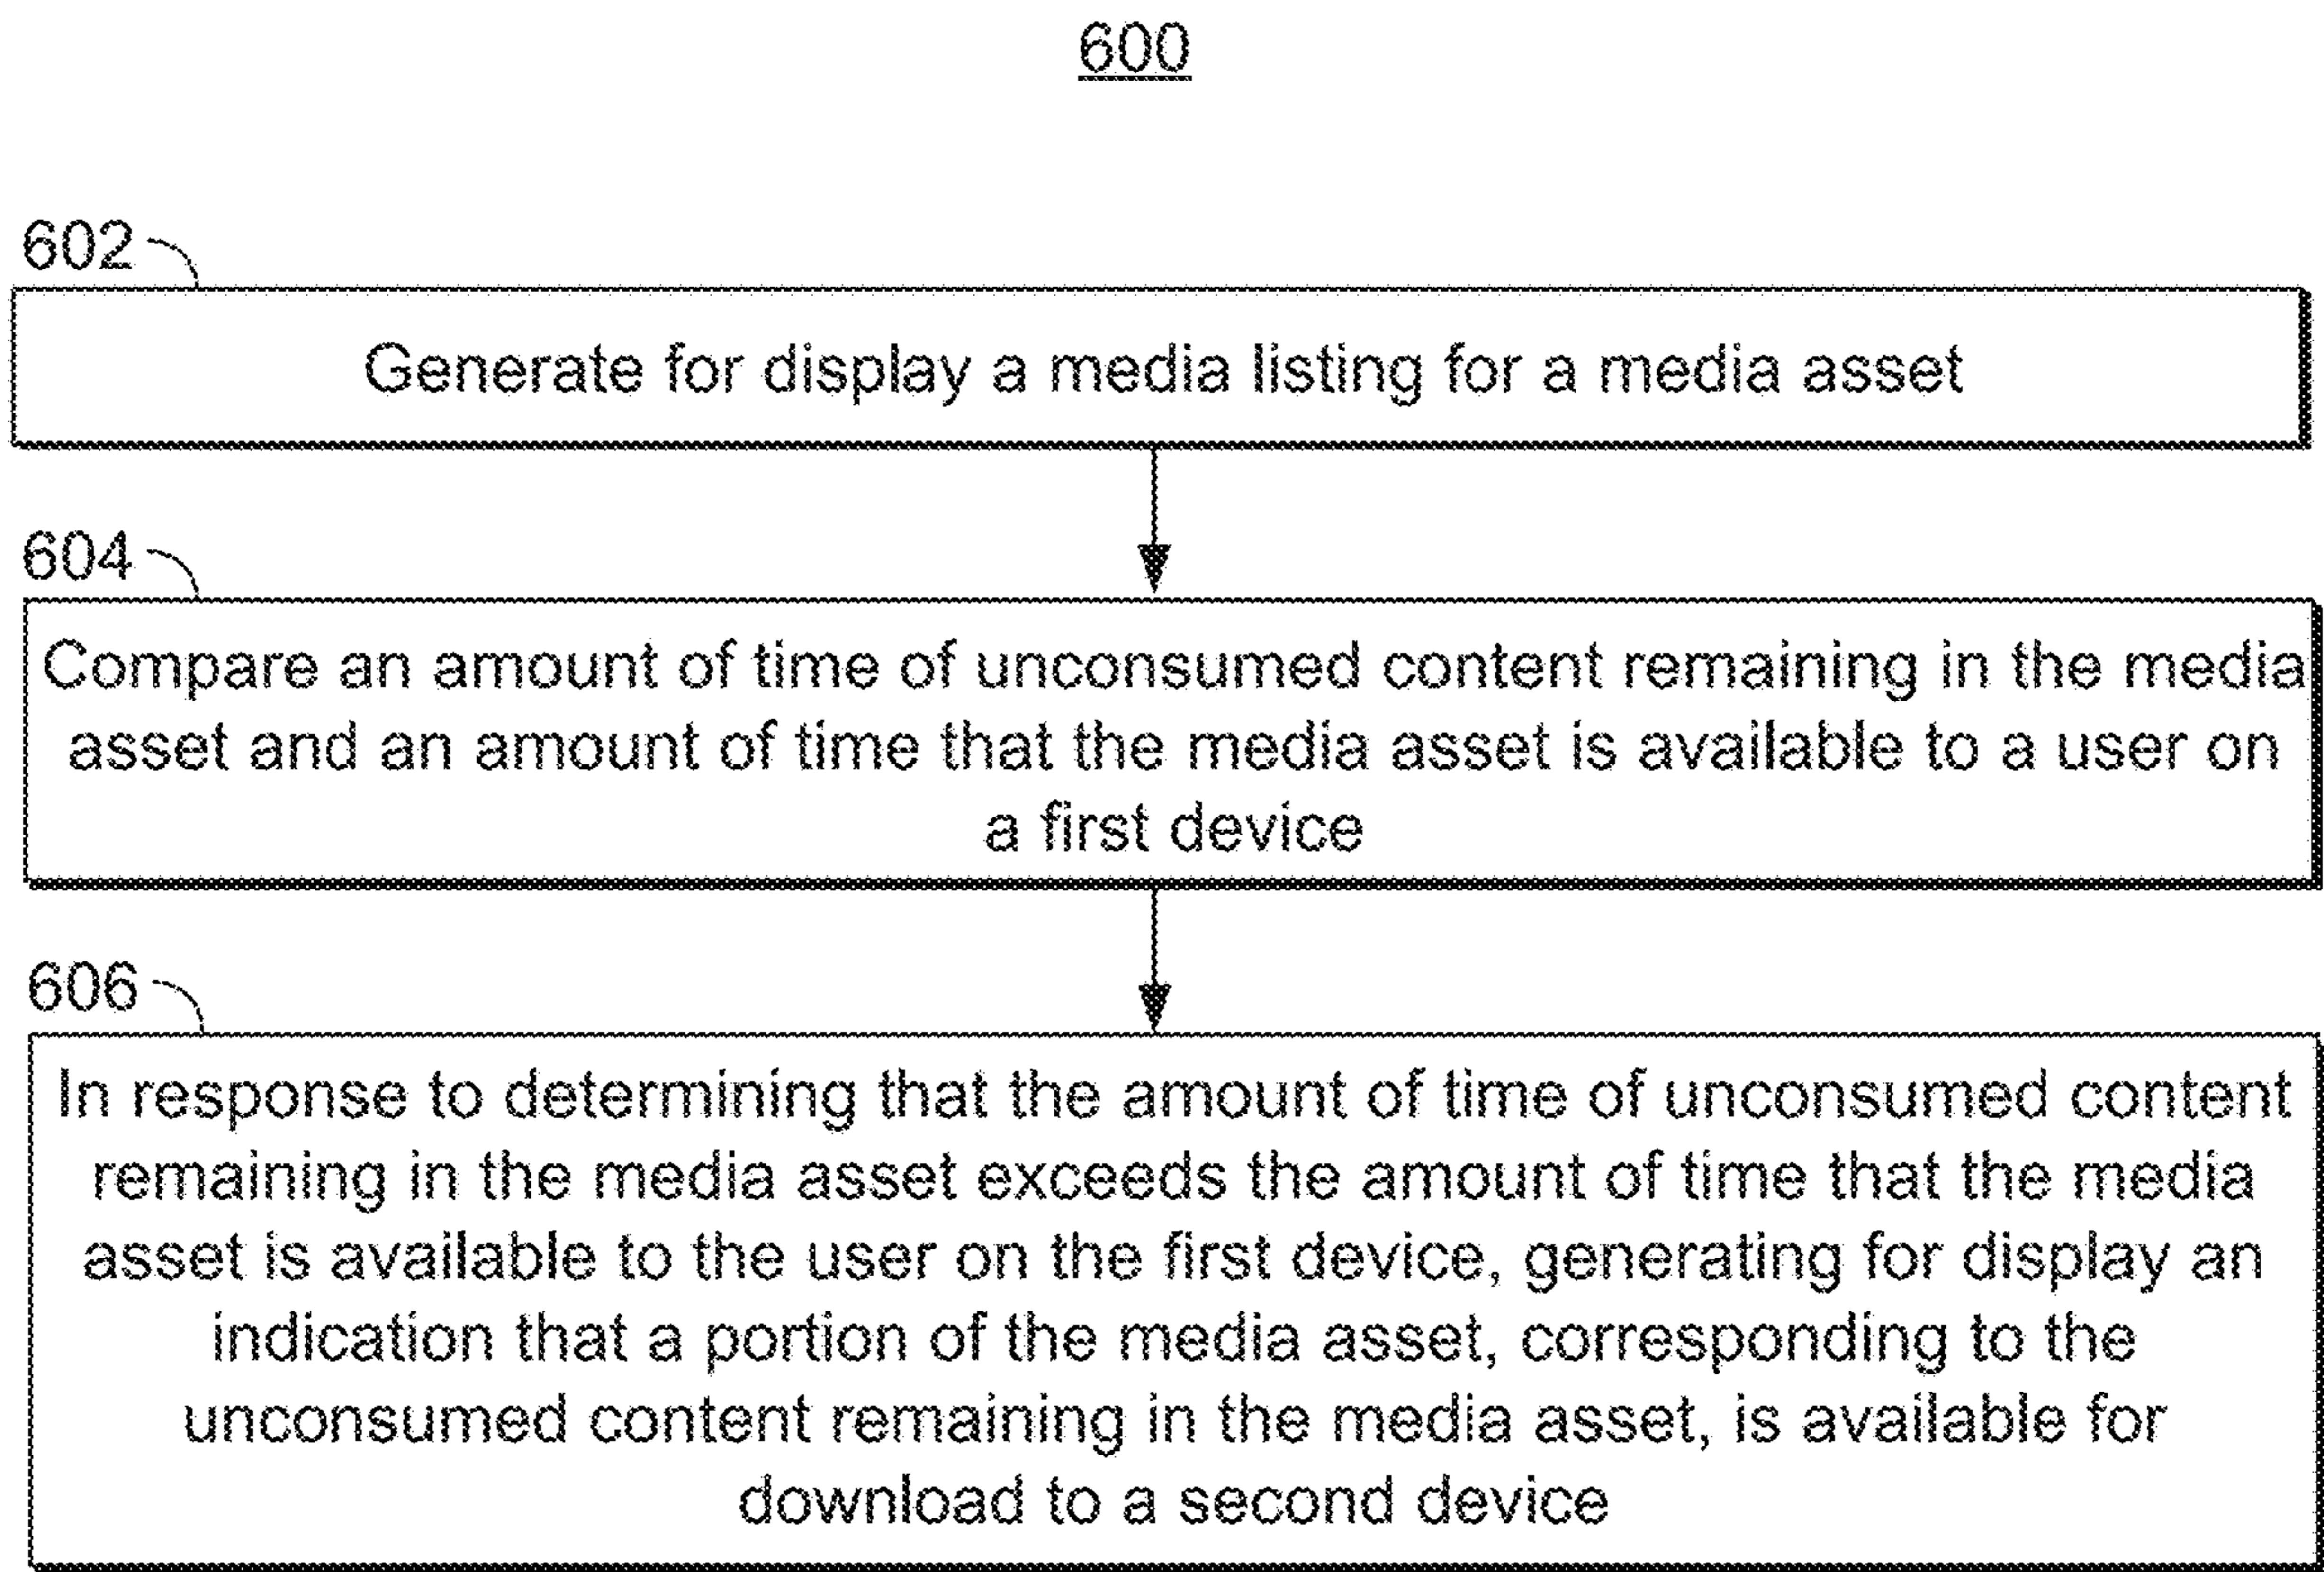 600
602
Generate for display a media listing for a media asset
604
Compare an amount of time of unconsumed content remaining in the media
asset and an amount of time that the media asset is available to a user on
a first device
606
In response to determining that the amount of time of unconsumed content
remaining in the media asset exceeds the amount of time that the media
asset is available to the user on the first device, generating for display an
indication that a portion of the media asset, corresponding to the
unconsumed content remaining in the media asset, is available for
download to a second device